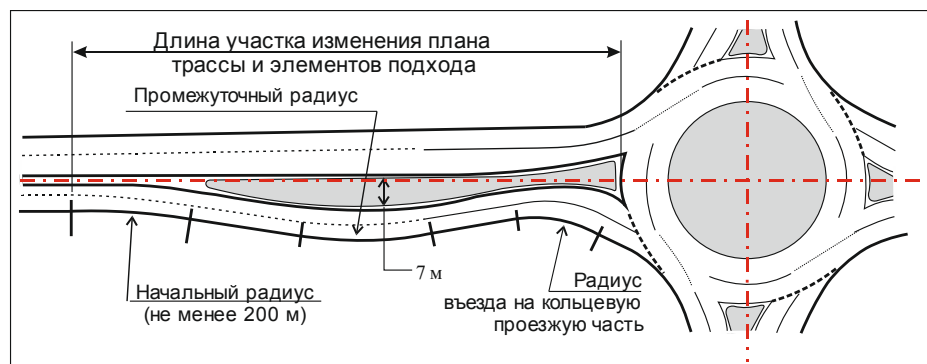 Длина участка изменения плана
трассы и элементов подхода
Промежуточный радиус
7 м
Начальный радиус
(не менее 200 м)
Радиус
въезда на кольцевую
проезжую часть